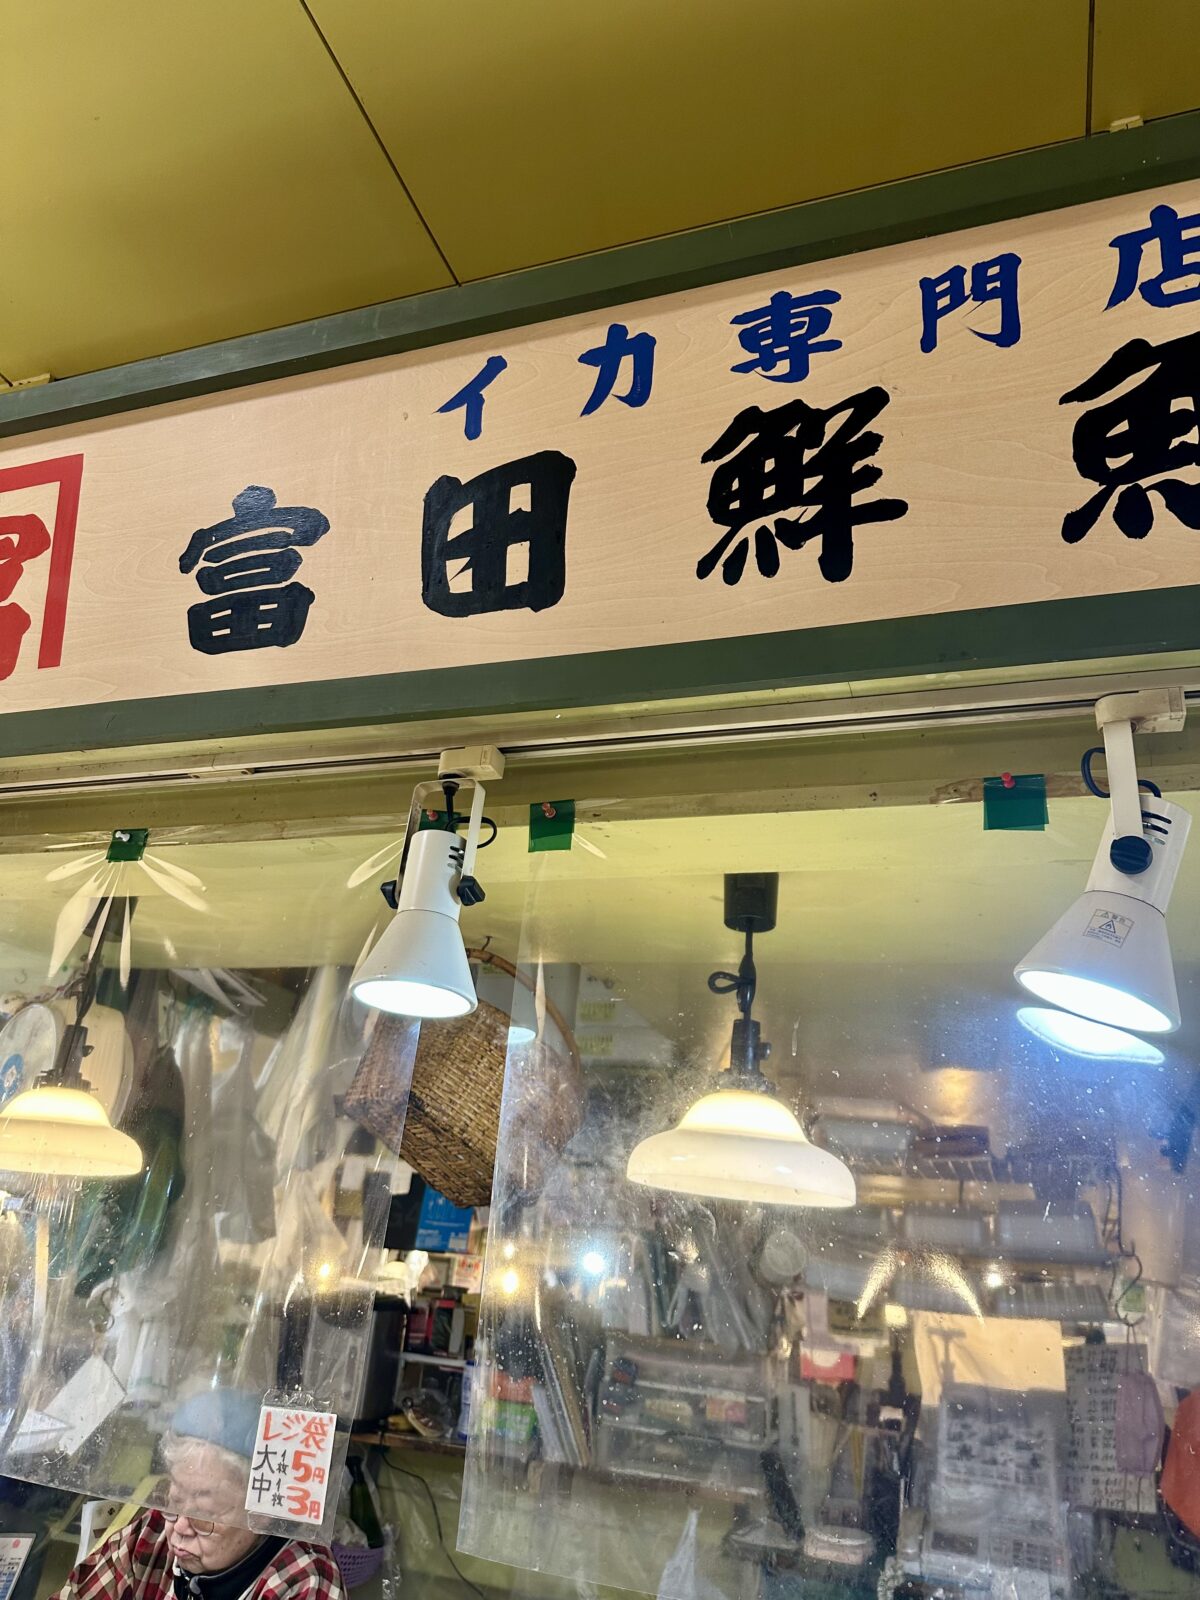 イカ専門店
富田鮮魚
レジ袋
大 1枚 5円
中 1枚 3円